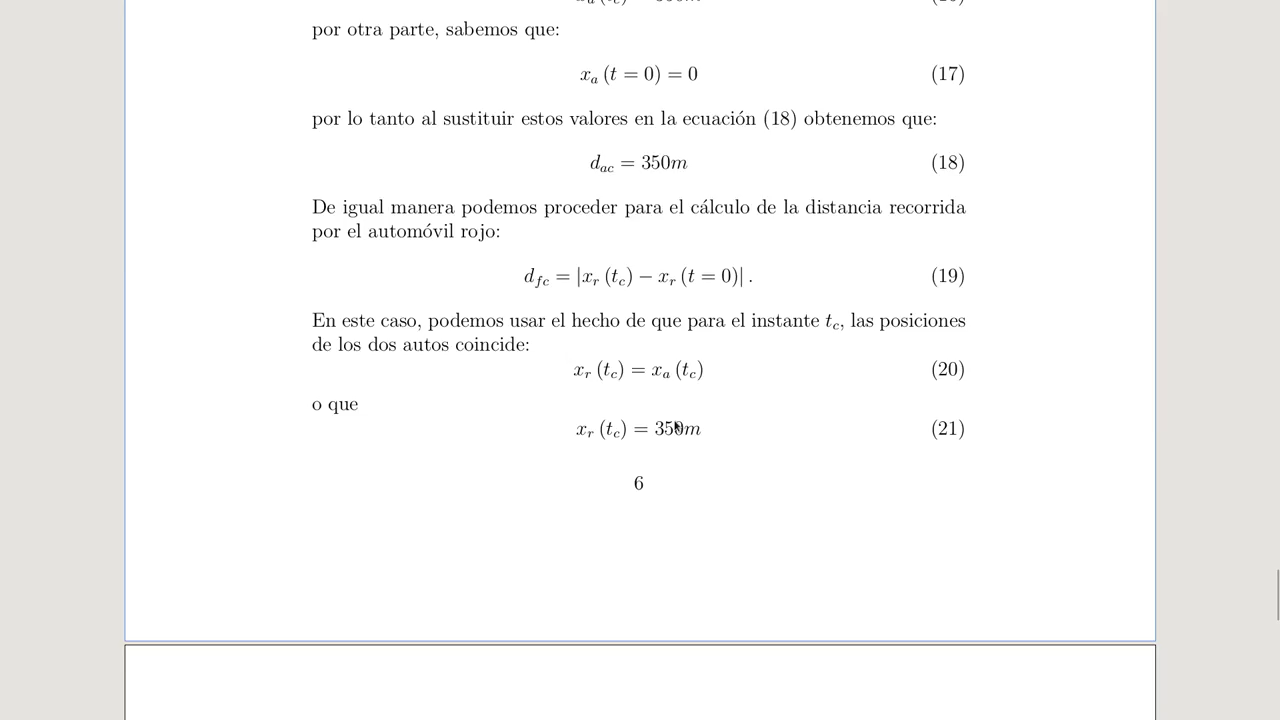 por otra parte, sabemos que:
x_a (t = 0) = 0 (17)
por lo tanto al sustituir estos valores en la ecuación (18) obtenemos que:
d_{ac} = 350m (18)
De igual manera podemos proceder para el cálculo de la distancia recorrida
por el automóvil rojo:
d_{fc} = |x_r (t_c) − x_r (t = 0)| . (19)
En este caso, podemos usar el hecho de que para el instante t_c, las posiciones
de los dos autos coincide:
x_r (t_c) = x_a (t_c) (20)
o que
x_r (t_c) = 350m (21)
6